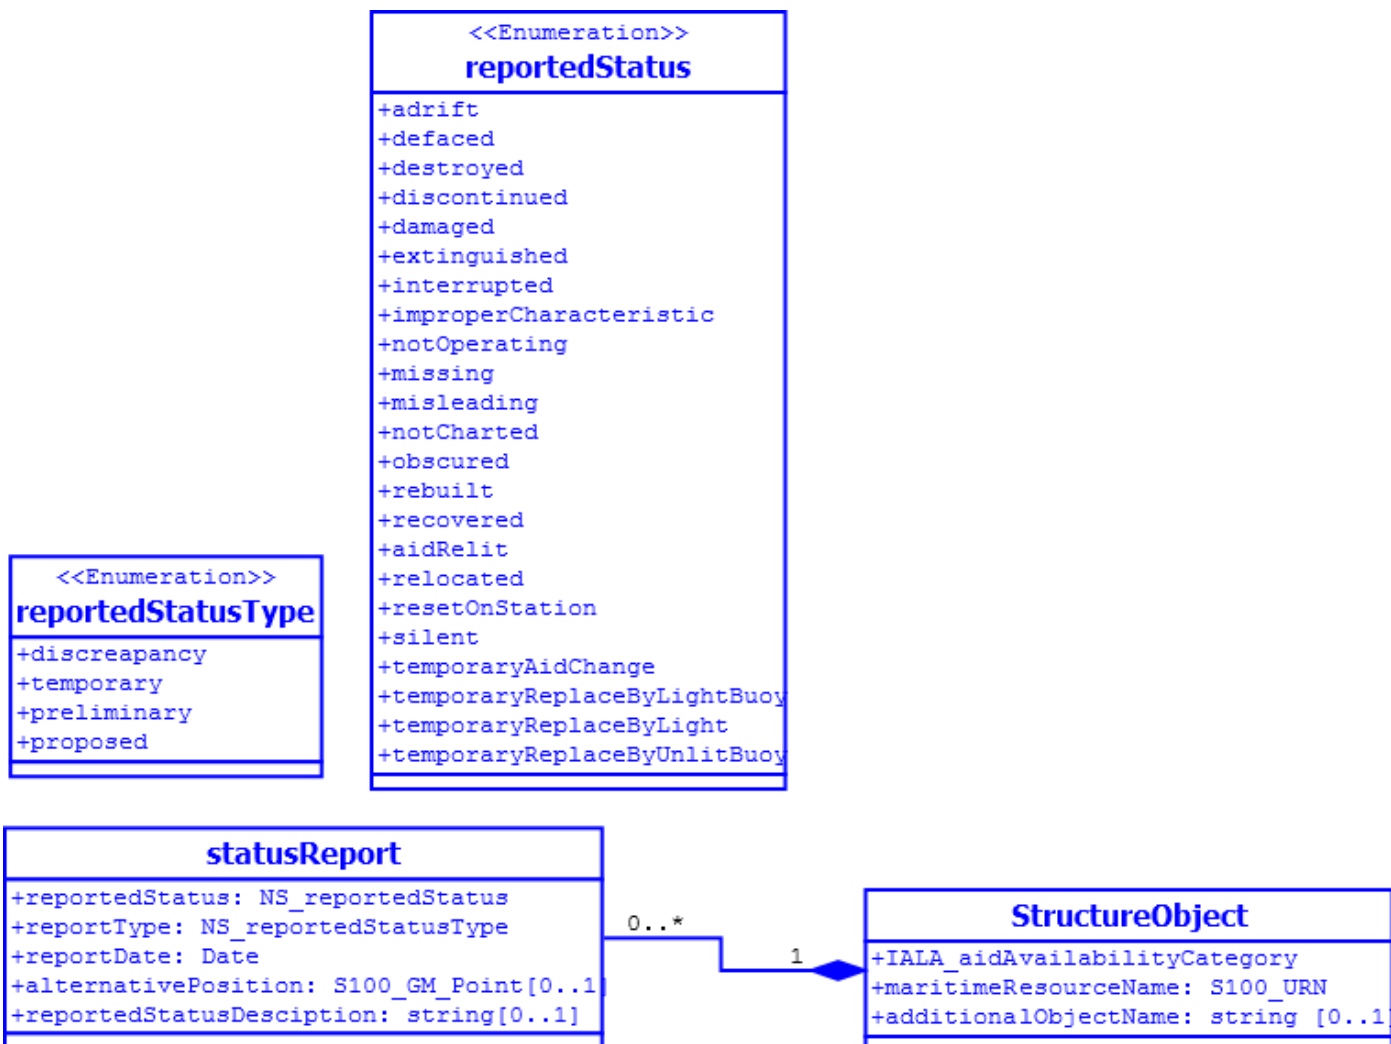 <<Enumeration>>
reportedStatus
+adrift
+defaced
+destroyed
+discontinued
+damaged
+extinguished
+interrupted
+improperCharacteristic
+notOperating
+missing
+misleading
+notCharted
+obscured
+rebuilt
+recovered
+aidRelit
+relocated
+resetOnStation
+silent
+temporaryAidChange
+temporaryReplaceByLightBuoy
+temporaryReplaceByLight
+temporaryReplaceByUnlitBuoy
<<Enumeration>>
reportedStatusType
+discreapancy
+temporary
+preliminary
+proposed
statusReport
+reportedStatus: NS_reportedStatus
+reportType: NS_reportedStatusType
+reportDate: Date
+alternativePosition: S100_GM_Point[0..1]
+reportedStatusDesciption: string[0..1]
0..*
1
StructureObject
+IALA_aidAvailabilityCategory
+maritimeResourceName: S100_URN
+additionalObjectName: string [0..1]